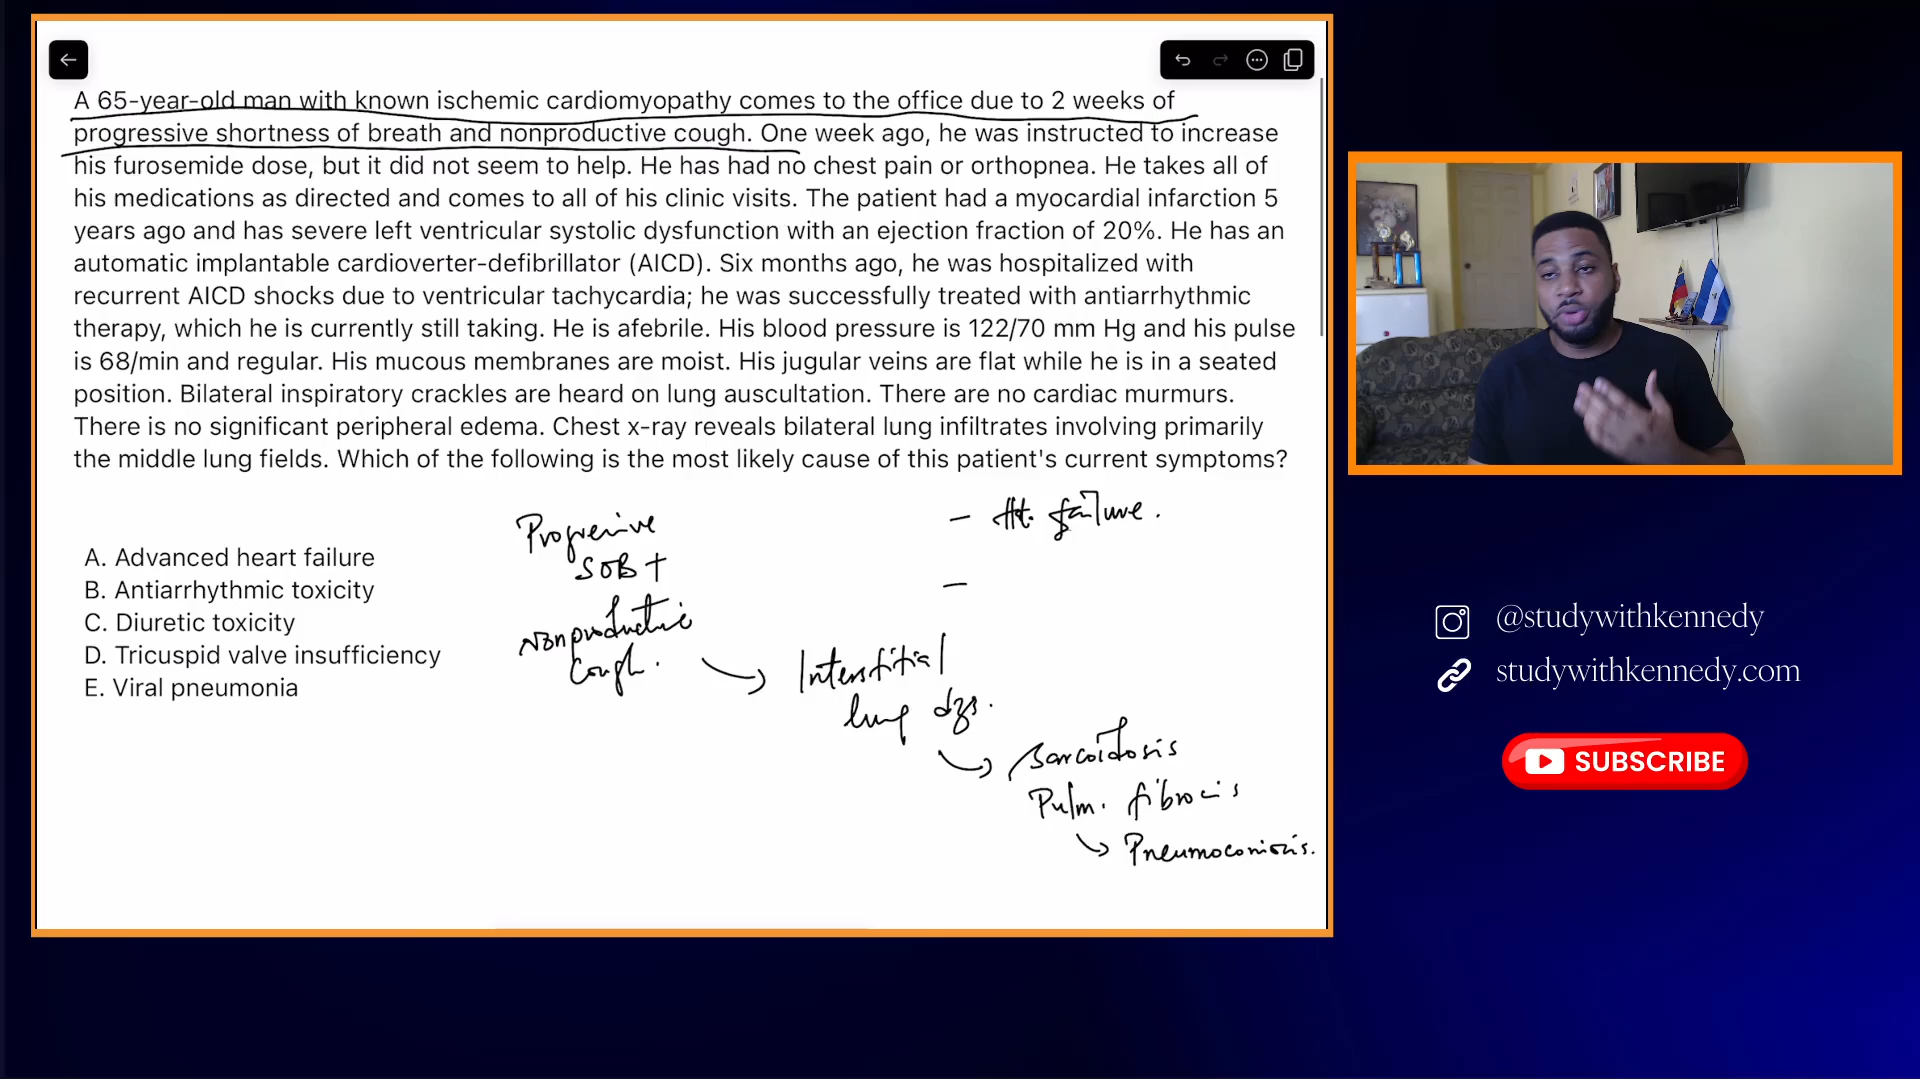 A 65-year-old man with known ischemic cardiomyopathy comes to the office due to 2 weeks of
progressive shortness of breath and nonproductive cough. One week ago, he was instructed to increase
his furosemide dose, but it did not seem to help. He has had no chest pain or orthopnea. He takes all of
his medications as directed and comes to all of his clinic visits. The patient had a myocardial infarction 5
years ago and has severe left ventricular systolic dysfunction with an ejection fraction of 20%. He has an
automatic implantable cardioverter-defibrillator (AICD). Six months ago, he was hospitalized with
recurrent AICD shocks due to ventricular tachycardia; he was successfully treated with antiarrhythmic
therapy, which he is currently still taking. He is afebrile. His blood pressure is 122/70 mm Hg and his pulse
is 68/min and regular. His mucous membranes are moist. His jugular veins are flat while he is in a seated
position. Bilateral inspiratory crackles are heard on lung auscultation. There are no cardiac murmurs.
There is no significant peripheral edema. Chest x-ray reveals bilateral lung infiltrates involving primarily
the middle lung fields. Which of the following is the most likely cause of this patient's current symptoms?
A. Advanced heart failure
B. Antiarrhythmic toxicity
C. Diuretic toxicity
D. Tricuspid valve insufficiency
E. Viral pneumonia
Progressive
SOB +
Nonproductive
Cough.
- Ht. failure.
-
Interstitial
lung dzs.
Sarcoidosis
Pulm. fibrosis
Pneumoconiosis.
@studywithkennedy
studywithkennedy.com
SUBSCRIBE